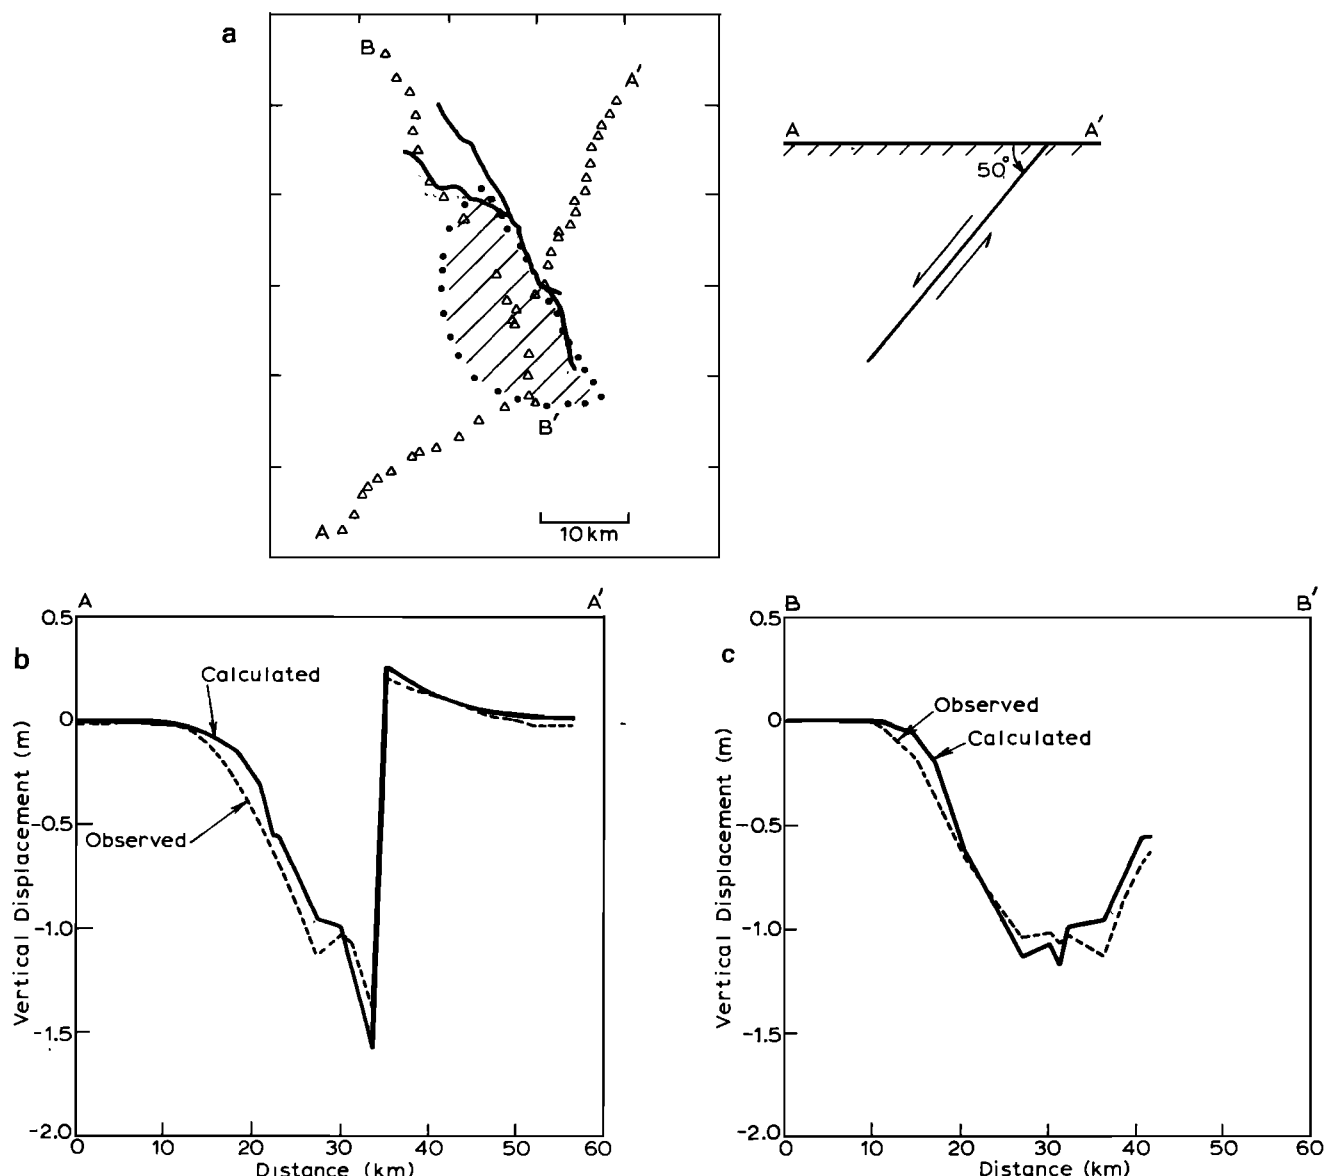 a
B
A′
A
B′
10 km
A
A′
50°
b
A
A′
0.5
0
-0.5
-1.0
-1.5
-2.0
Vertical Displacement (m)
Calculated
Observed
0
10
20
30
40
50
60
Distance (km)
c
B
B′
0.5
0
-0.5
-1.0
-1.5
-2.0
Vertical Displacement (m)
Observed
Calculated
0
10
20
30
40
50
60
Distance (km)